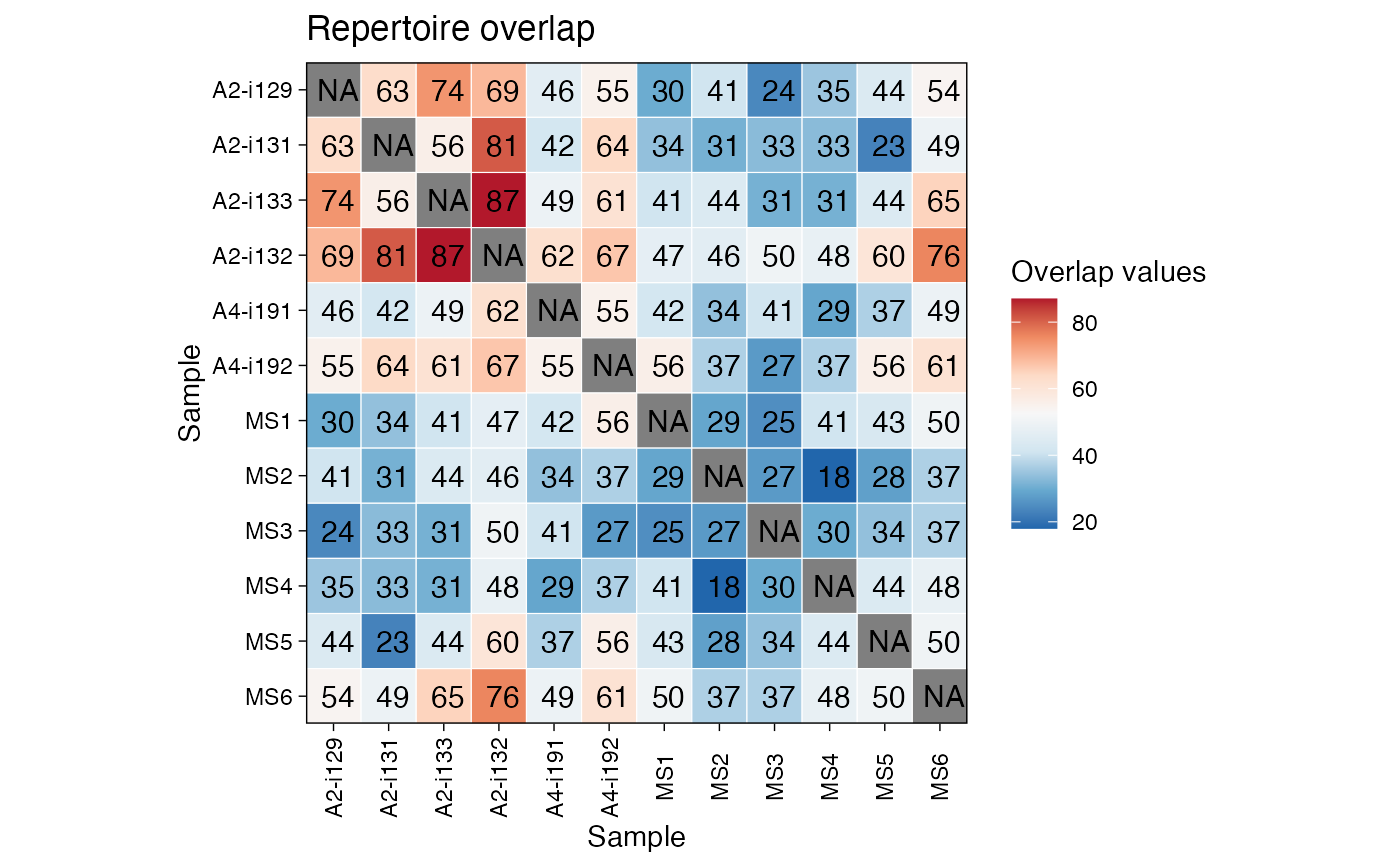 Repertoire overlap
Sample
A2-i129 NA 63 74 69 46 55 30 41 24 35 44 54
A2-i131 63 NA 56 81 42 64 34 31 33 33 23 49
A2-i133 74 56 NA 87 49 61 41 44 31 31 44 65
A2-i132 69 81 87 NA 62 67 47 46 50 48 60 76
A4-i191 46 42 49 62 NA 55 42 34 41 29 37 49
A4-i192 55 64 61 67 55 NA 56 37 27 37 56 61
MS1 30 34 41 47 42 56 NA 29 25 41 43 50
MS2 41 31 44 46 34 37 29 NA 27 18 28 37
MS3 24 33 31 50 41 27 25 27 NA 30 34 37
MS4 35 33 31 48 29 37 41 18 30 NA 44 48
MS5 44 23 44 60 37 56 43 28 34 44 NA 50
MS6 54 49 65 76 49 61 50 37 37 48 50 NA
A2-i129 A2-i131 A2-i133 A2-i132 A4-i191 A4-i192 MS1 MS2 MS3 MS4 MS5 MS6
Sample
Overlap values
80
60
40
20